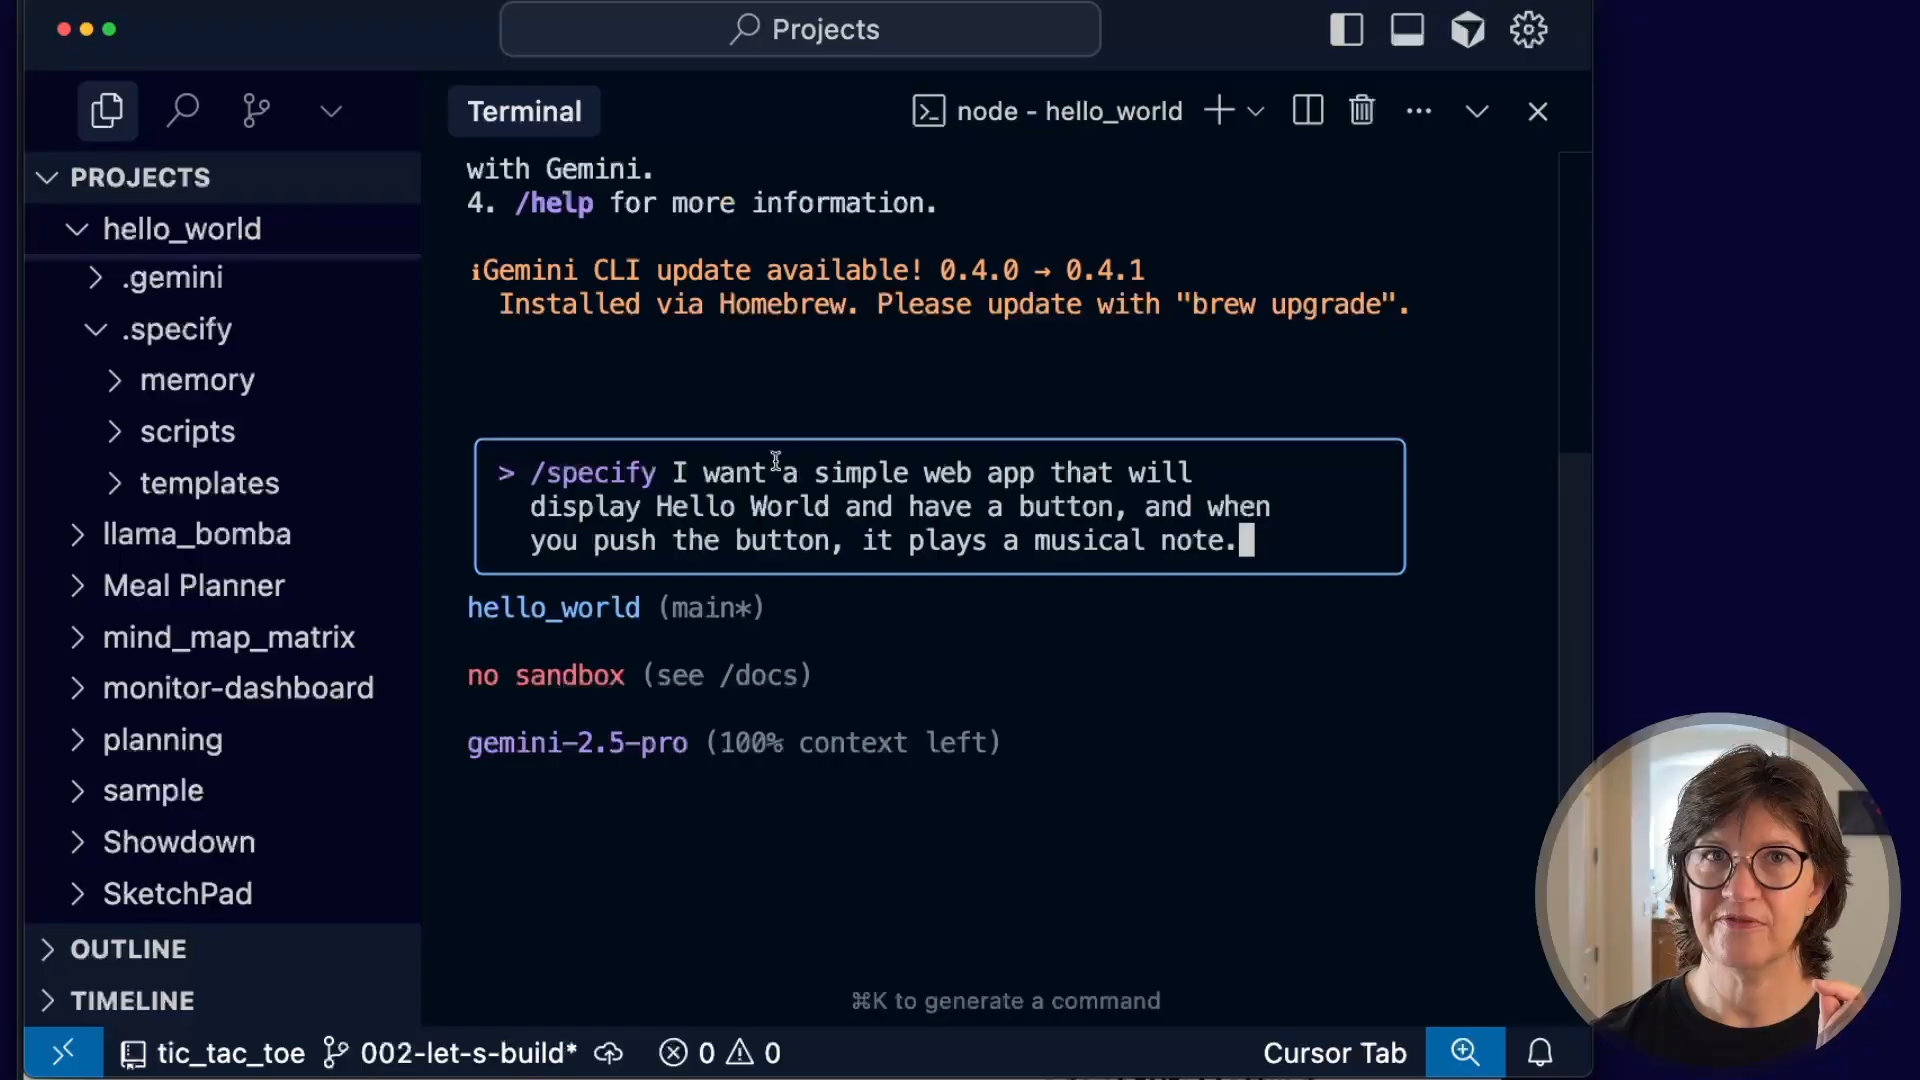 Projects
Terminal
node - hello_world
PROJECTS
hello_world
.gemini
.specify
memory
scripts
templates
llama_bomba
Meal Planner
mind_map_matrix
monitor-dashboard
planning
sample
Showdown
SketchPad
OUTLINE
TIMELINE
with Gemini.
4. /help for more information.
¡Gemini CLI update available! 0.4.0 → 0.4.1
Installed via Homebrew. Please update with "brew upgrade".
> /specify I want a simple web app that will
display Hello World and have a button, and when
you push the button, it plays a musical note.
hello_world (main*)
no sandbox (see /docs)
gemini-2.5-pro (100% context left)
⌘K to generate a command
tic_tac_toe 002-let-s-build* 0 0 Cursor Tab